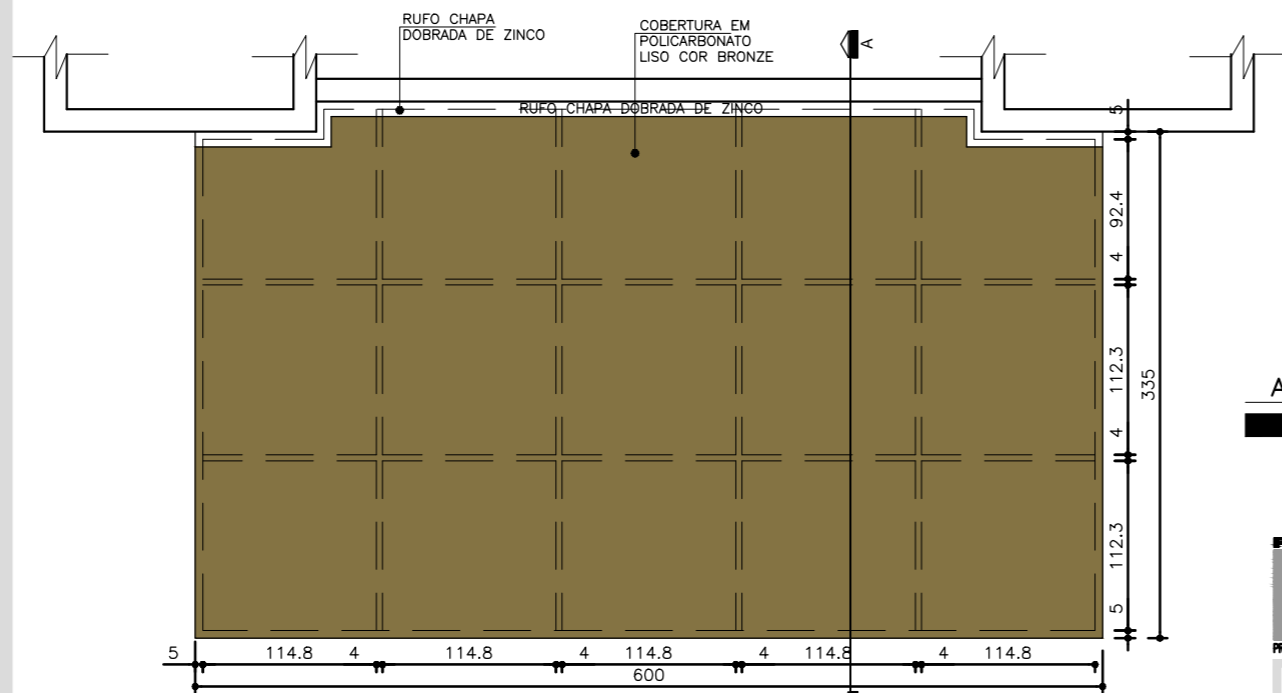 RUFO CHAPA
DOBRADA DE ZINCO
COBERTURA EM
POLICARBONATO
LISO COR BRONZE
A
RUFO CHAPA DOBRADA DE ZINCO
5
92.4
4
112.3
335
4
112.3
5
A
5 114.8 4 114.8 4 114.8 4 114.8 4 114.8
600